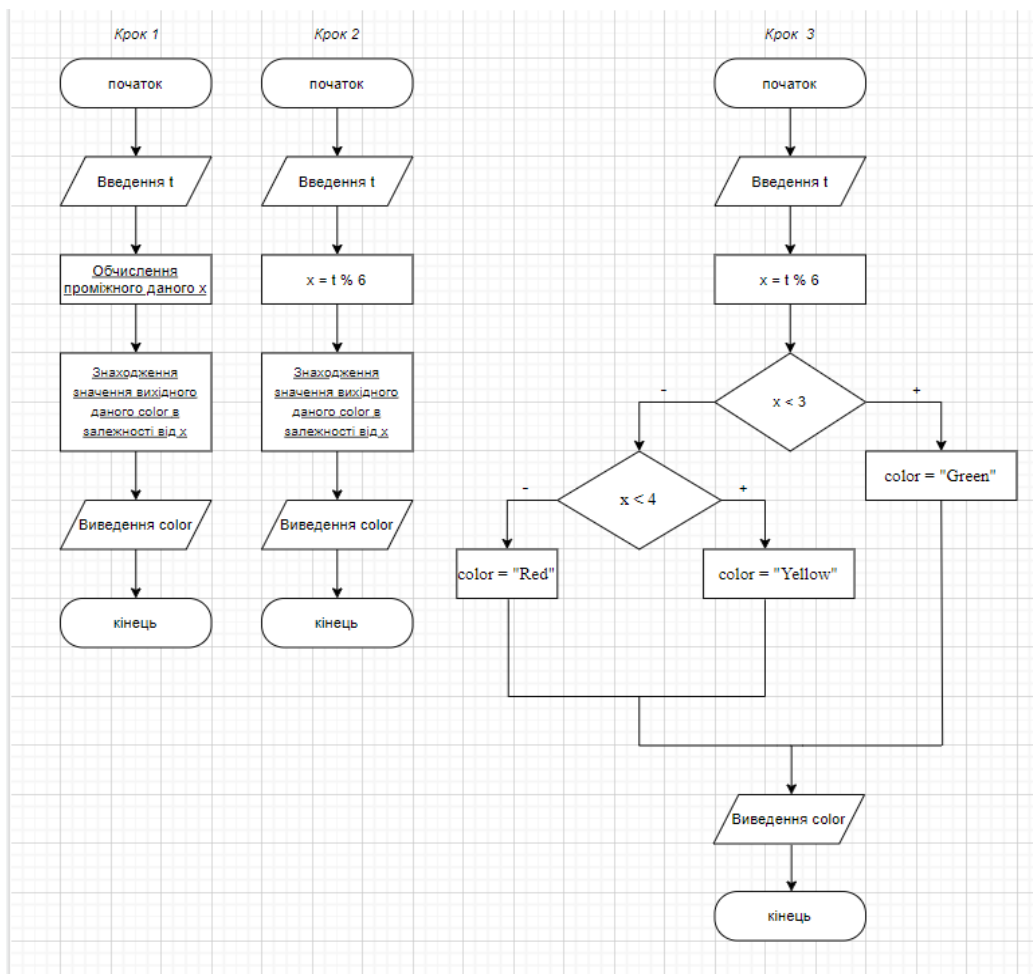 Крок 1
початок
Введення t
Обчислення
проміжного даного x
Знаходження
значення вихідного
даного color в
залежності від x
Виведення color
кінець
Крок 2
початок
Введення t
x = t % 6
Знаходження
значення вихідного
даного color в
залежності від x
Виведення color
кінець
Крок 3
початок
Введення t
x = t % 6
x < 3
-
+
color = "Green"
x < 4
-
+
color = "Red"
color = "Yellow"
Виведення color
кінець